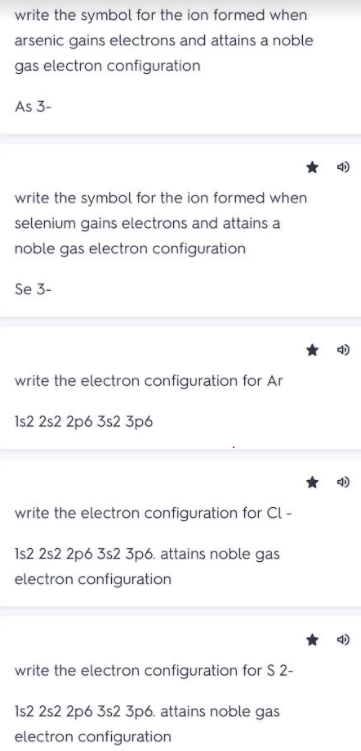 write the symbol for the ion formed when
arsenic gains electrons and attains a noble
gas electron configuration
As 3-
write the symbol for the ion formed when
selenium gains electrons and attains a
noble gas electron configuration
Se 3-
write the electron configuration for Ar
1s2 2s2 2p6 3s2 3p6
write the electron configuration for Cl -
1s2 2s2 2p6 3s2 3p6. attains noble gas
electron configuration
write the electron configuration for S 2-
1s2 2s2 2p6 3s2 3p6. attains noble gas
electron configuration